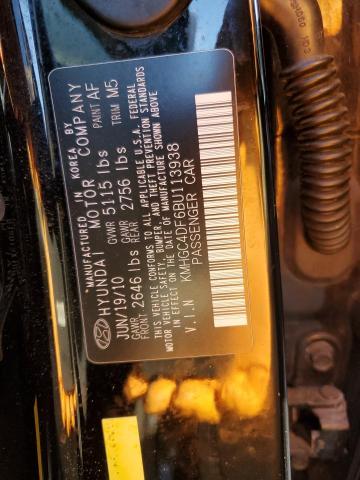 MANUFACTURED IN KOREA BY
HYUNDAI MOTOR COMPANY
JUN/19/10 GVWR 5115 lbs PAINT AF
GAWR FRONT 2646 lbs GAWR REAR 2756 lbs TRIM M5
THIS VEHICLE CONFORMS TO ALL APPLICABLE U.S.A. FEDERAL
MOTOR VEHICLE SAFETY, BUMPER, AND THEFT PREVENTION STANDARDS
IN EFFECT ON THE DATE OF MANUFACTURE SHOWN ABOVE.
V.I.N KMHGC4DF6BU113938
PASSENGER CAR